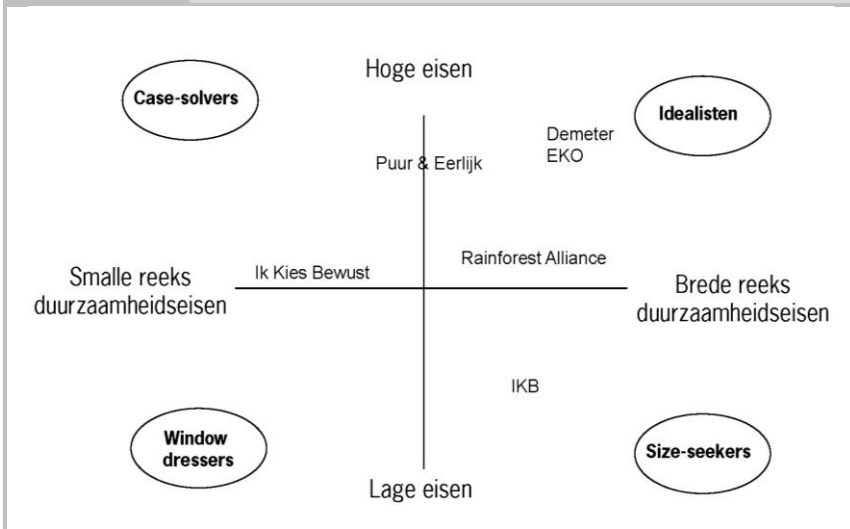 Hoge eisen
Case-solvers
Idealisten
Demeter
EKO
Puur & Eerlijk
Rainforest Alliance
Ik Kies Bewust
Smalle reeks
duurzaamheidseisen
Brede reeks
duurzaamheidseisen
IKB
Window
dressers
Size-seekers
Lage eisen